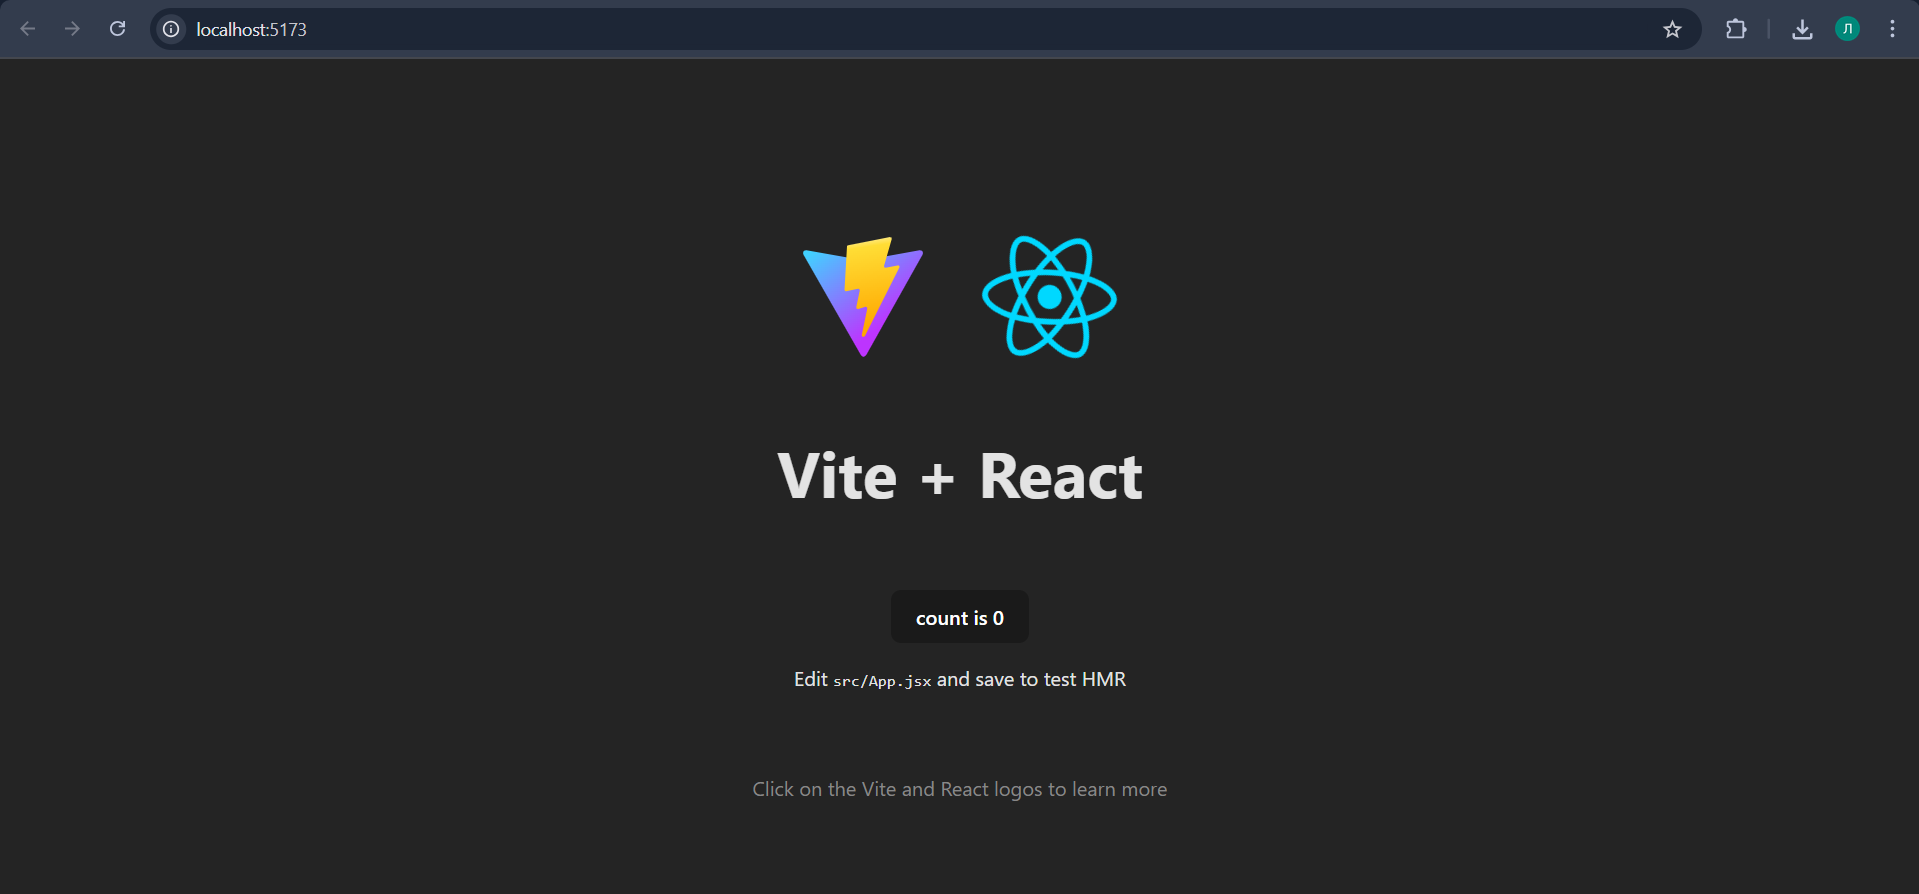 localhost:5173
Л
Vite + React
count is 0
Edit src/App.jsx and save to test HMR
Click on the Vite and React logos to learn more